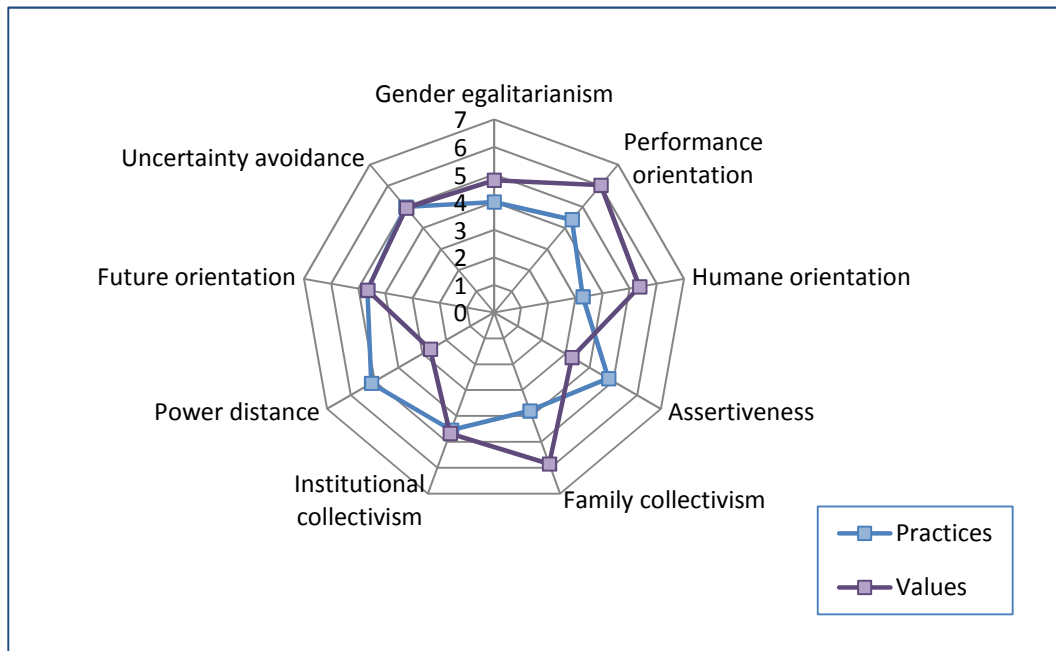 Gender egalitarianism
Performance
orientation
Humane orientation
Assertiveness
Family collectivism
Institutional
collectivism
Power distance
Future orientation
Uncertainty avoidance
7
6
5
4
3
2
1
0
Practices
Values